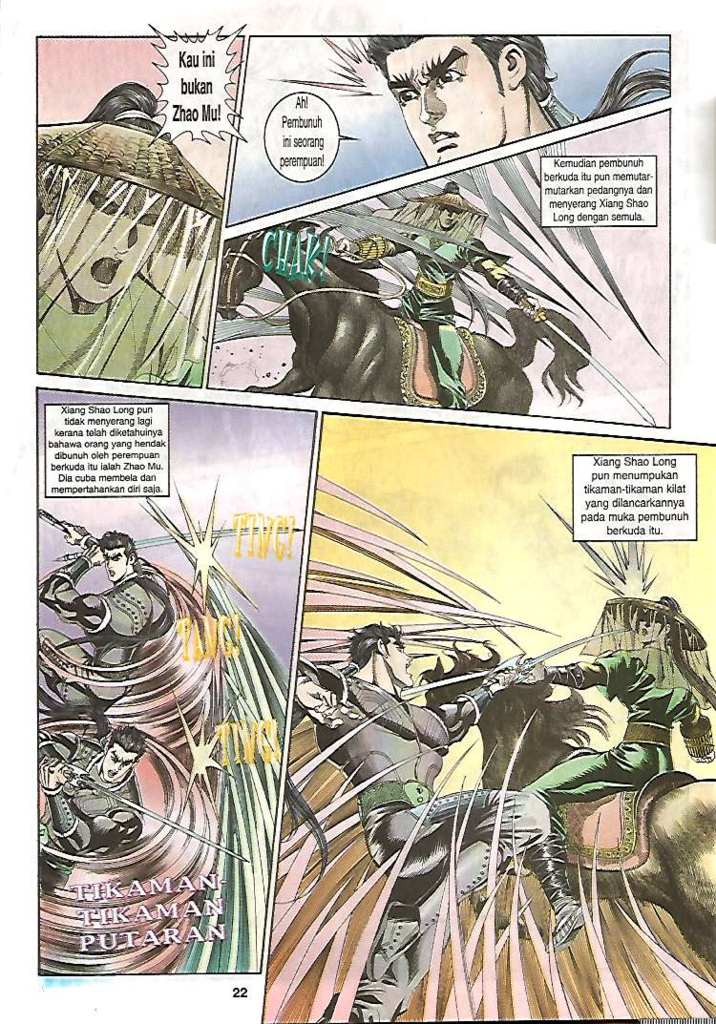 Kau ini
bukan
Zhao Mu!
Ah!
Pembunuh
ini seorang
perempuan!
Kemudian pembunuh
berkuda itu pun memutar-
mutarkan pedangnya dan
menyerang Xiang Shao
Long dengan semula.
CHAK!
Xiang Shao Long pun
tidak menyerang lagi
kerana telah diketahuinya
bahawa orang yang hendak
dibunuh oleh perempuan
berkuda itu ialah Zhao Mu.
Dia cuba membela dan
mempertahankan diri saja.
TING!
TANG!
TING!
TIKAMAN-
TIKAMAN
PUTARAN
Xiang Shao Long
pun menumpukan
tikaman-tikaman kilat
yang dilancarkannya
pada muka pembunuh
berkuda itu.
22